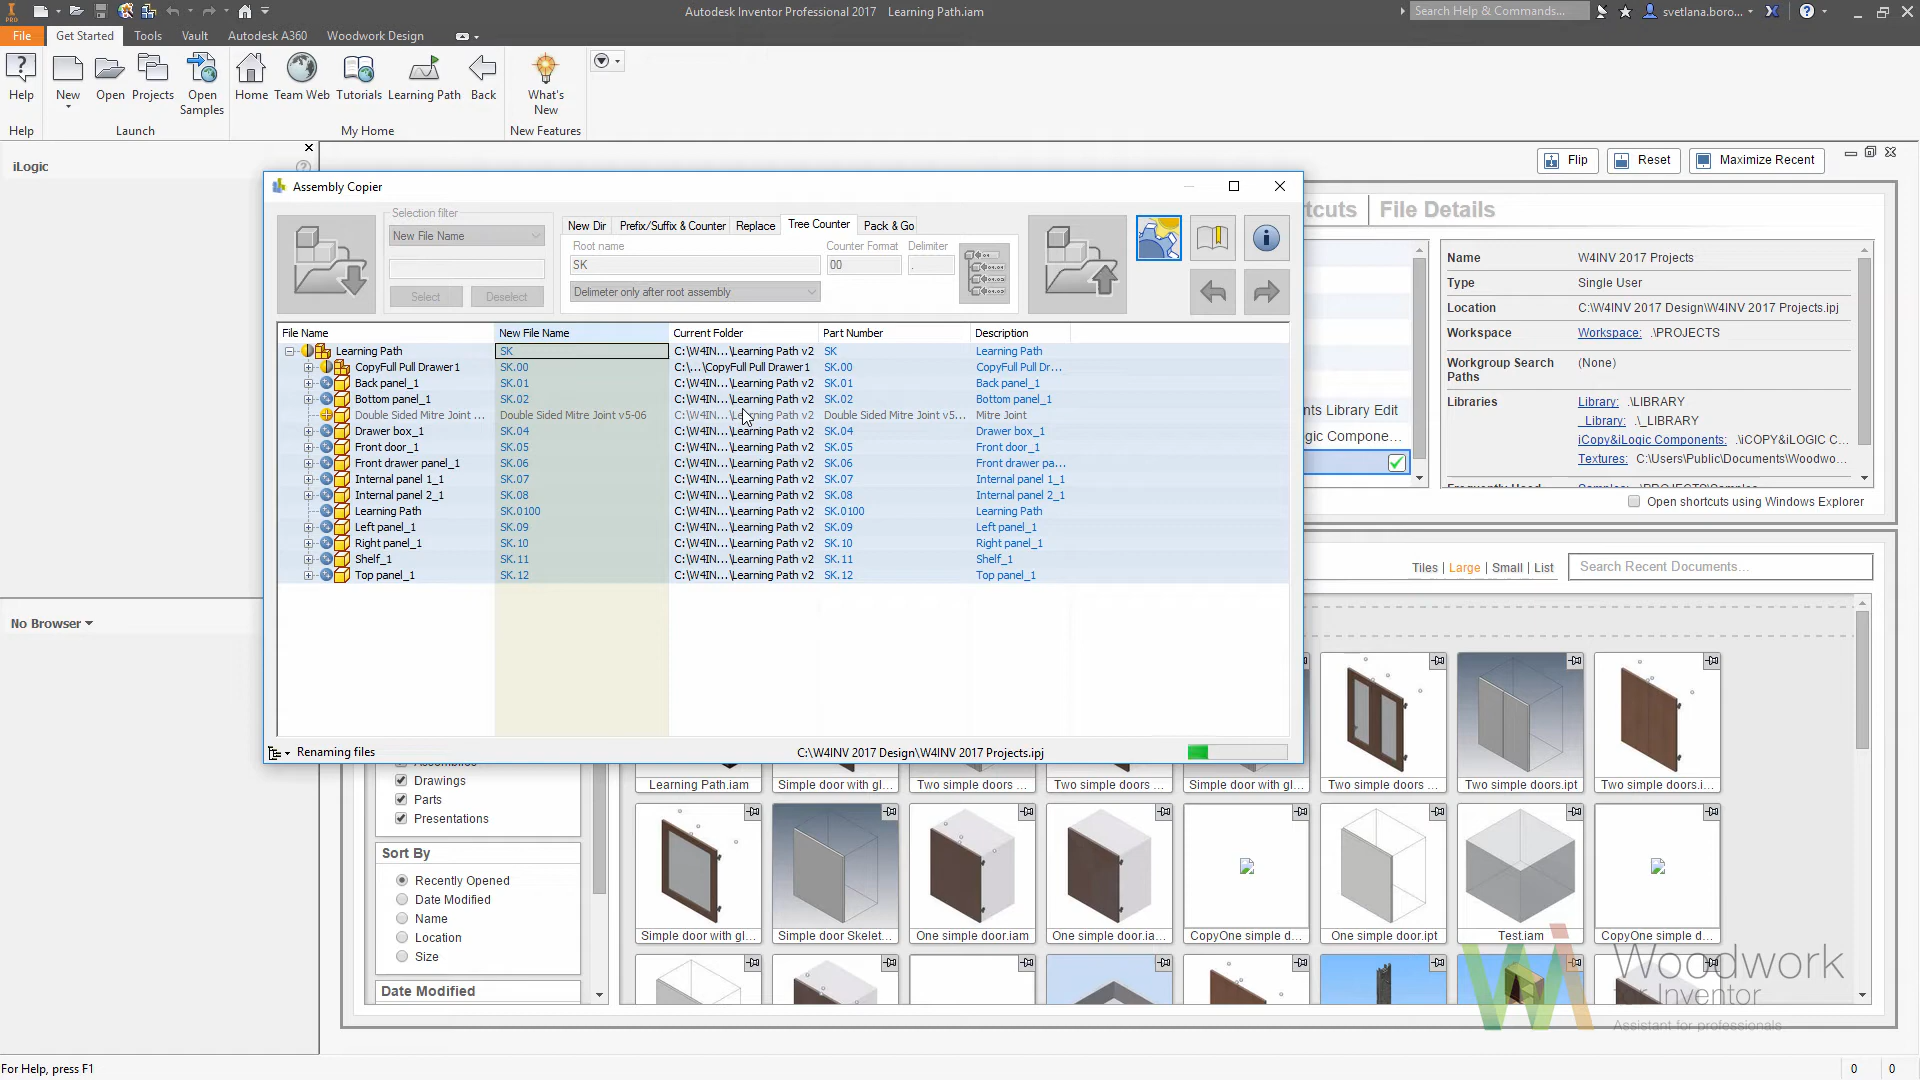 Autodesk Inventor Professional 2017 Learning Path.iam
Search Help & Commands...
svetlana.boro...
File
Get Started
Tools
Vault
Autodesk A360
Woodwork Design
Help
New
Open
Projects
Open Samples
Home
Team Web
Tutorials
Learning Path
Back
What's New
Help
Launch
My Home
New Features
iLogic
Flip
Reset
Maximize Recent
Assembly Copier
Selection filter
New File Name
Select
Deselect
New Dir
Prefix/Suffix & Counter
Replace
Tree Counter
Pack & Go
Root name
Counter Format
Delimiter
SK
00
.
Delimeter only after root assembly
File Name New File Name Current Folder Part Number Description
Learning Path SK C:\W4IN...\Learning Path v2 SK Learning Path
CopyFull Pull Drawer1 SK.00 C:\...\CopyFull Pull Drawer1 SK.00 CopyFull Pull Dr...
Back panel_1 SK.01 C:\W4IN...\Learning Path v2 SK.01 Back panel_1
Bottom panel_1 SK.02 C:\W4IN...\Learning Path v2 SK.02 Bottom panel_1
Double Sided Mitre Joint ... Double Sided Mitre Joint v5-06 C:\W4IN...\Learning Path v2 Double Sided Mitre Joint v5... Mitre Joint
Drawer box_1 SK.04 C:\W4IN...\Learning Path v2 SK.04 Drawer box_1
Front door_1 SK.05 C:\W4IN...\Learning Path v2 SK.05 Front door_1
Front drawer panel_1 SK.06 C:\W4IN...\Learning Path v2 SK.06 Front drawer pa...
Internal panel 1_1 SK.07 C:\W4IN...\Learning Path v2 SK.07 Internal panel 1_1
Internal panel 2_1 SK.08 C:\W4IN...\Learning Path v2 SK.08 Internal panel 2_1
Learning Path SK.0100 C:\W4IN...\Learning Path v2 SK.0100 Learning Path
Left panel_1 SK.09 C:\W4IN...\Learning Path v2 SK.09 Left panel_1
Right panel_1 SK.10 C:\W4IN...\Learning Path v2 SK.10 Right panel_1
Shelf_1 SK.11 C:\W4IN...\Learning Path v2 SK.11 Shelf_1
Top panel_1 SK.12 C:\W4IN...\Learning Path v2 SK.12 Top panel_1
Renaming files
C:\W4INV 2017 Design\W4INV 2017 Projects.ipj
tcuts
File Details
Name W4INV 2017 Projects
Type Single User
Location C:\W4INV 2017 Design\W4INV 2017 Projects.ipj
Workspace Workspace: .\PROJECTS
Workgroup Search Paths (None)
Libraries Library: .\LIBRARY
_Library: .\_LIBRARY
iCopy&iLogic Components: .\iCOPY&iLOGIC C...
Textures: C:\Users\Public\Documents\Woodwo...
nts Library Edit
gic Compone...
Open shortcuts using Windows Explorer
Tiles | Large | Small | List
Search Recent Documents...
No Browser
Drawings
Parts
Presentations
Sort By
Recently Opened
Date Modified
Name
Location
Size
Date Modified
Learning Path.iam
Simple door with gl...
Two simple doors ...
Two simple doors ...
Simple door with gl...
Two simple doors ...
Two simple doors.ipt
Two simple doors.i...
Simple door with gl...
Simple door Skelet...
One simple door.iam
One simple door.ia...
CopyOne simple d...
One simple door.ipt
Test.iam
CopyOne simple d...
Woodwork
for Inventor
Assistant for professionals
For Help, press F1
0 0